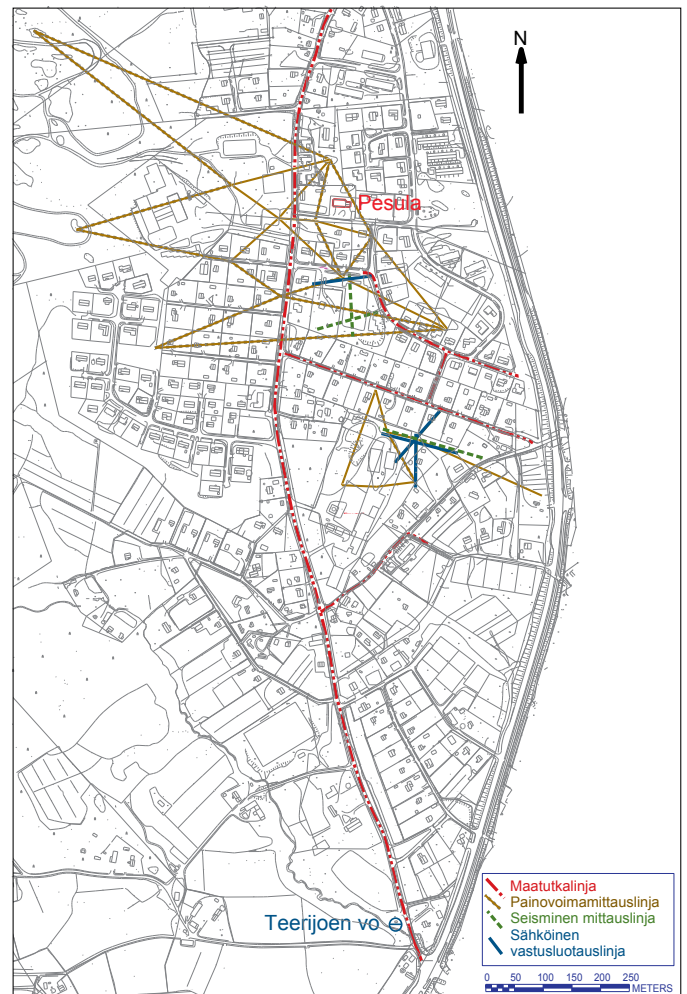 N
Pesula
Teerijoen vo
Maatutkalinja
Painovoimamittauslinja
Seisminen mittauslinja
Sähköinen
vastusluotauslinja
0 50 100 150 200 250
METERS